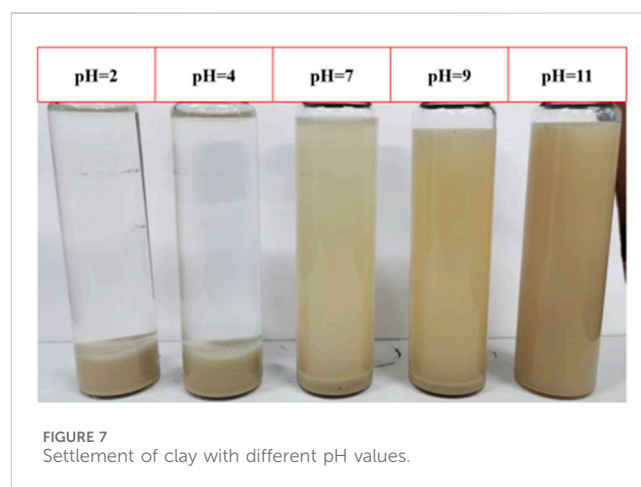 pH=2 pH=4 pH=7 pH=9 pH=11
FIGURE 7
Settlement of clay with different pH values.